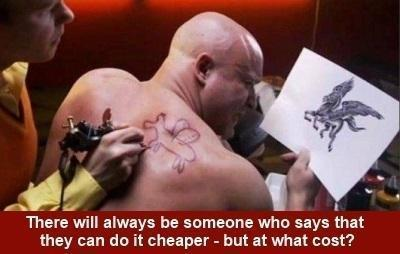 There will always be someone who says that
they can do it cheaper - but at what cost?